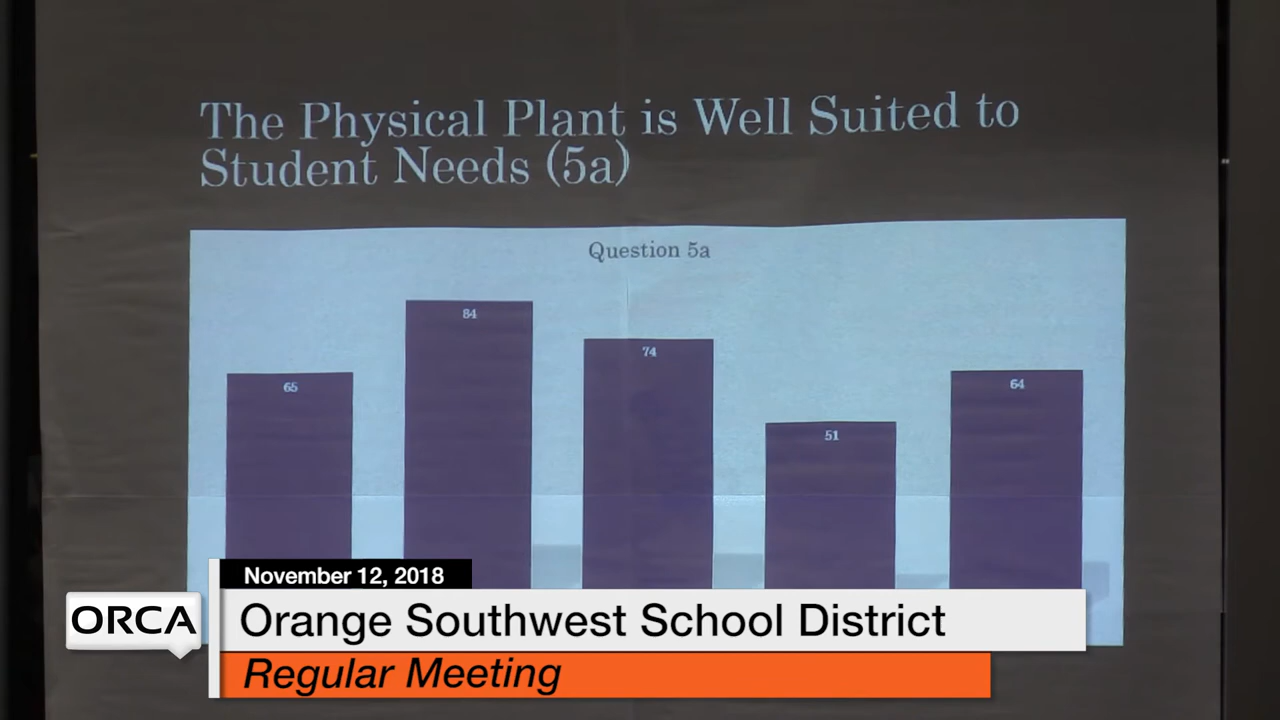 The Physical Plant is Well Suited to
Student Needs (5a)
Question 5a
65
84
74
51
64
November 12, 2018
ORCA
Orange Southwest School District
Regular Meeting